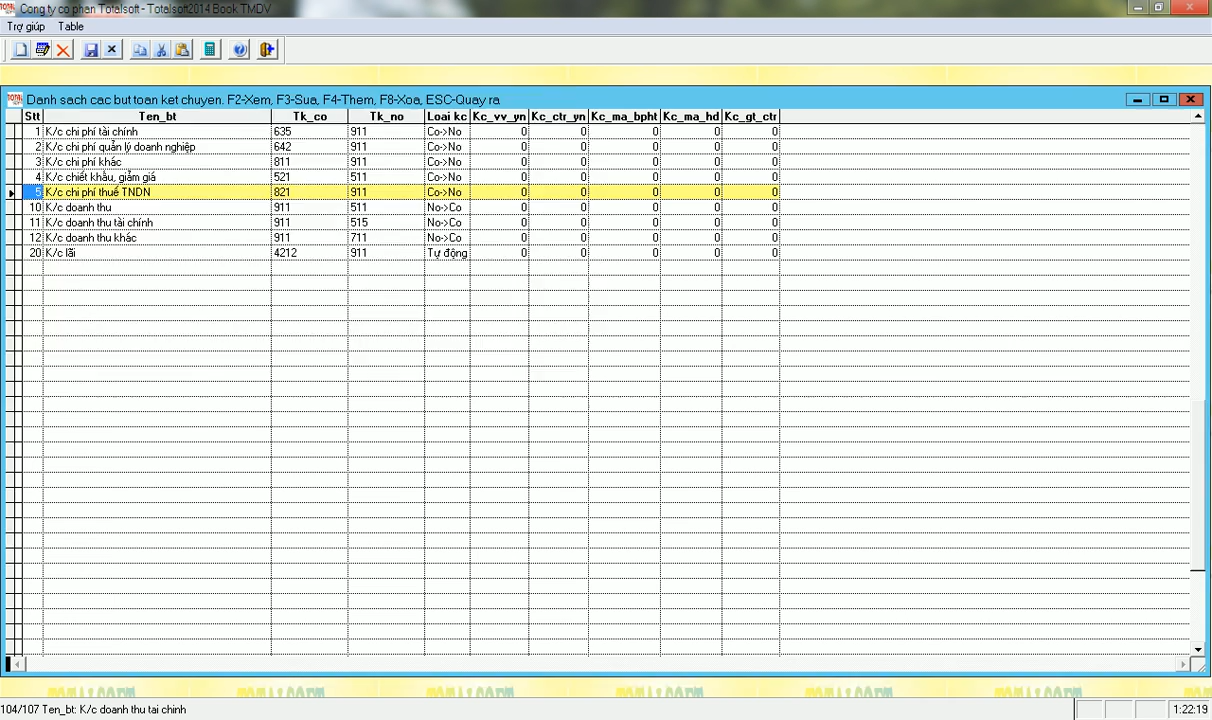 Cong ty co phan Totalsoft - Totalsoft2014 Book TMDV
Trợ giúp Table
Danh sach cac but toan ket chuyen. F2-Xem, F3-Sua, F4-Them, F8-Xoa, ESC-Quay ra
Stt Ten_bt Tk_co Tk_no Loai kc Kc_vv_yn Kc_ctr_yn Kc_ma_bpht Kc_ma_hd Kc_gt_ctr
1 K/c chi phí tài chính 635 911 Co->No 0 0 0 0 0
2 K/c chi phí quản lý doanh nghiệp 642 911 Co->No 0 0 0 0 0
3 K/c chi phí khác 811 911 Co->No 0 0 0 0 0
4 K/c chiết khấu, giảm giá 521 511 Co->No 0 0 0 0 0
5 K/c chi phí thuế TNDN 821 911 Co->No 0 0 0 0 0
10 K/c doanh thu 911 511 No->Co 0 0 0 0 0
11 K/c doanh thu tài chính 911 515 No->Co 0 0 0 0 0
12 K/c doanh thu khác 911 711 No->Co 0 0 0 0 0
20 K/c lãi 4212 911 Tự động 0 0 0 0 0
TOTALSOFT TOTALSOFT TOTALSOFT TOTALSOFT TOTALSOFT TOTALSOFT
104/107 Ten_bt: K/c doanh thu tai chinh 1:22:19